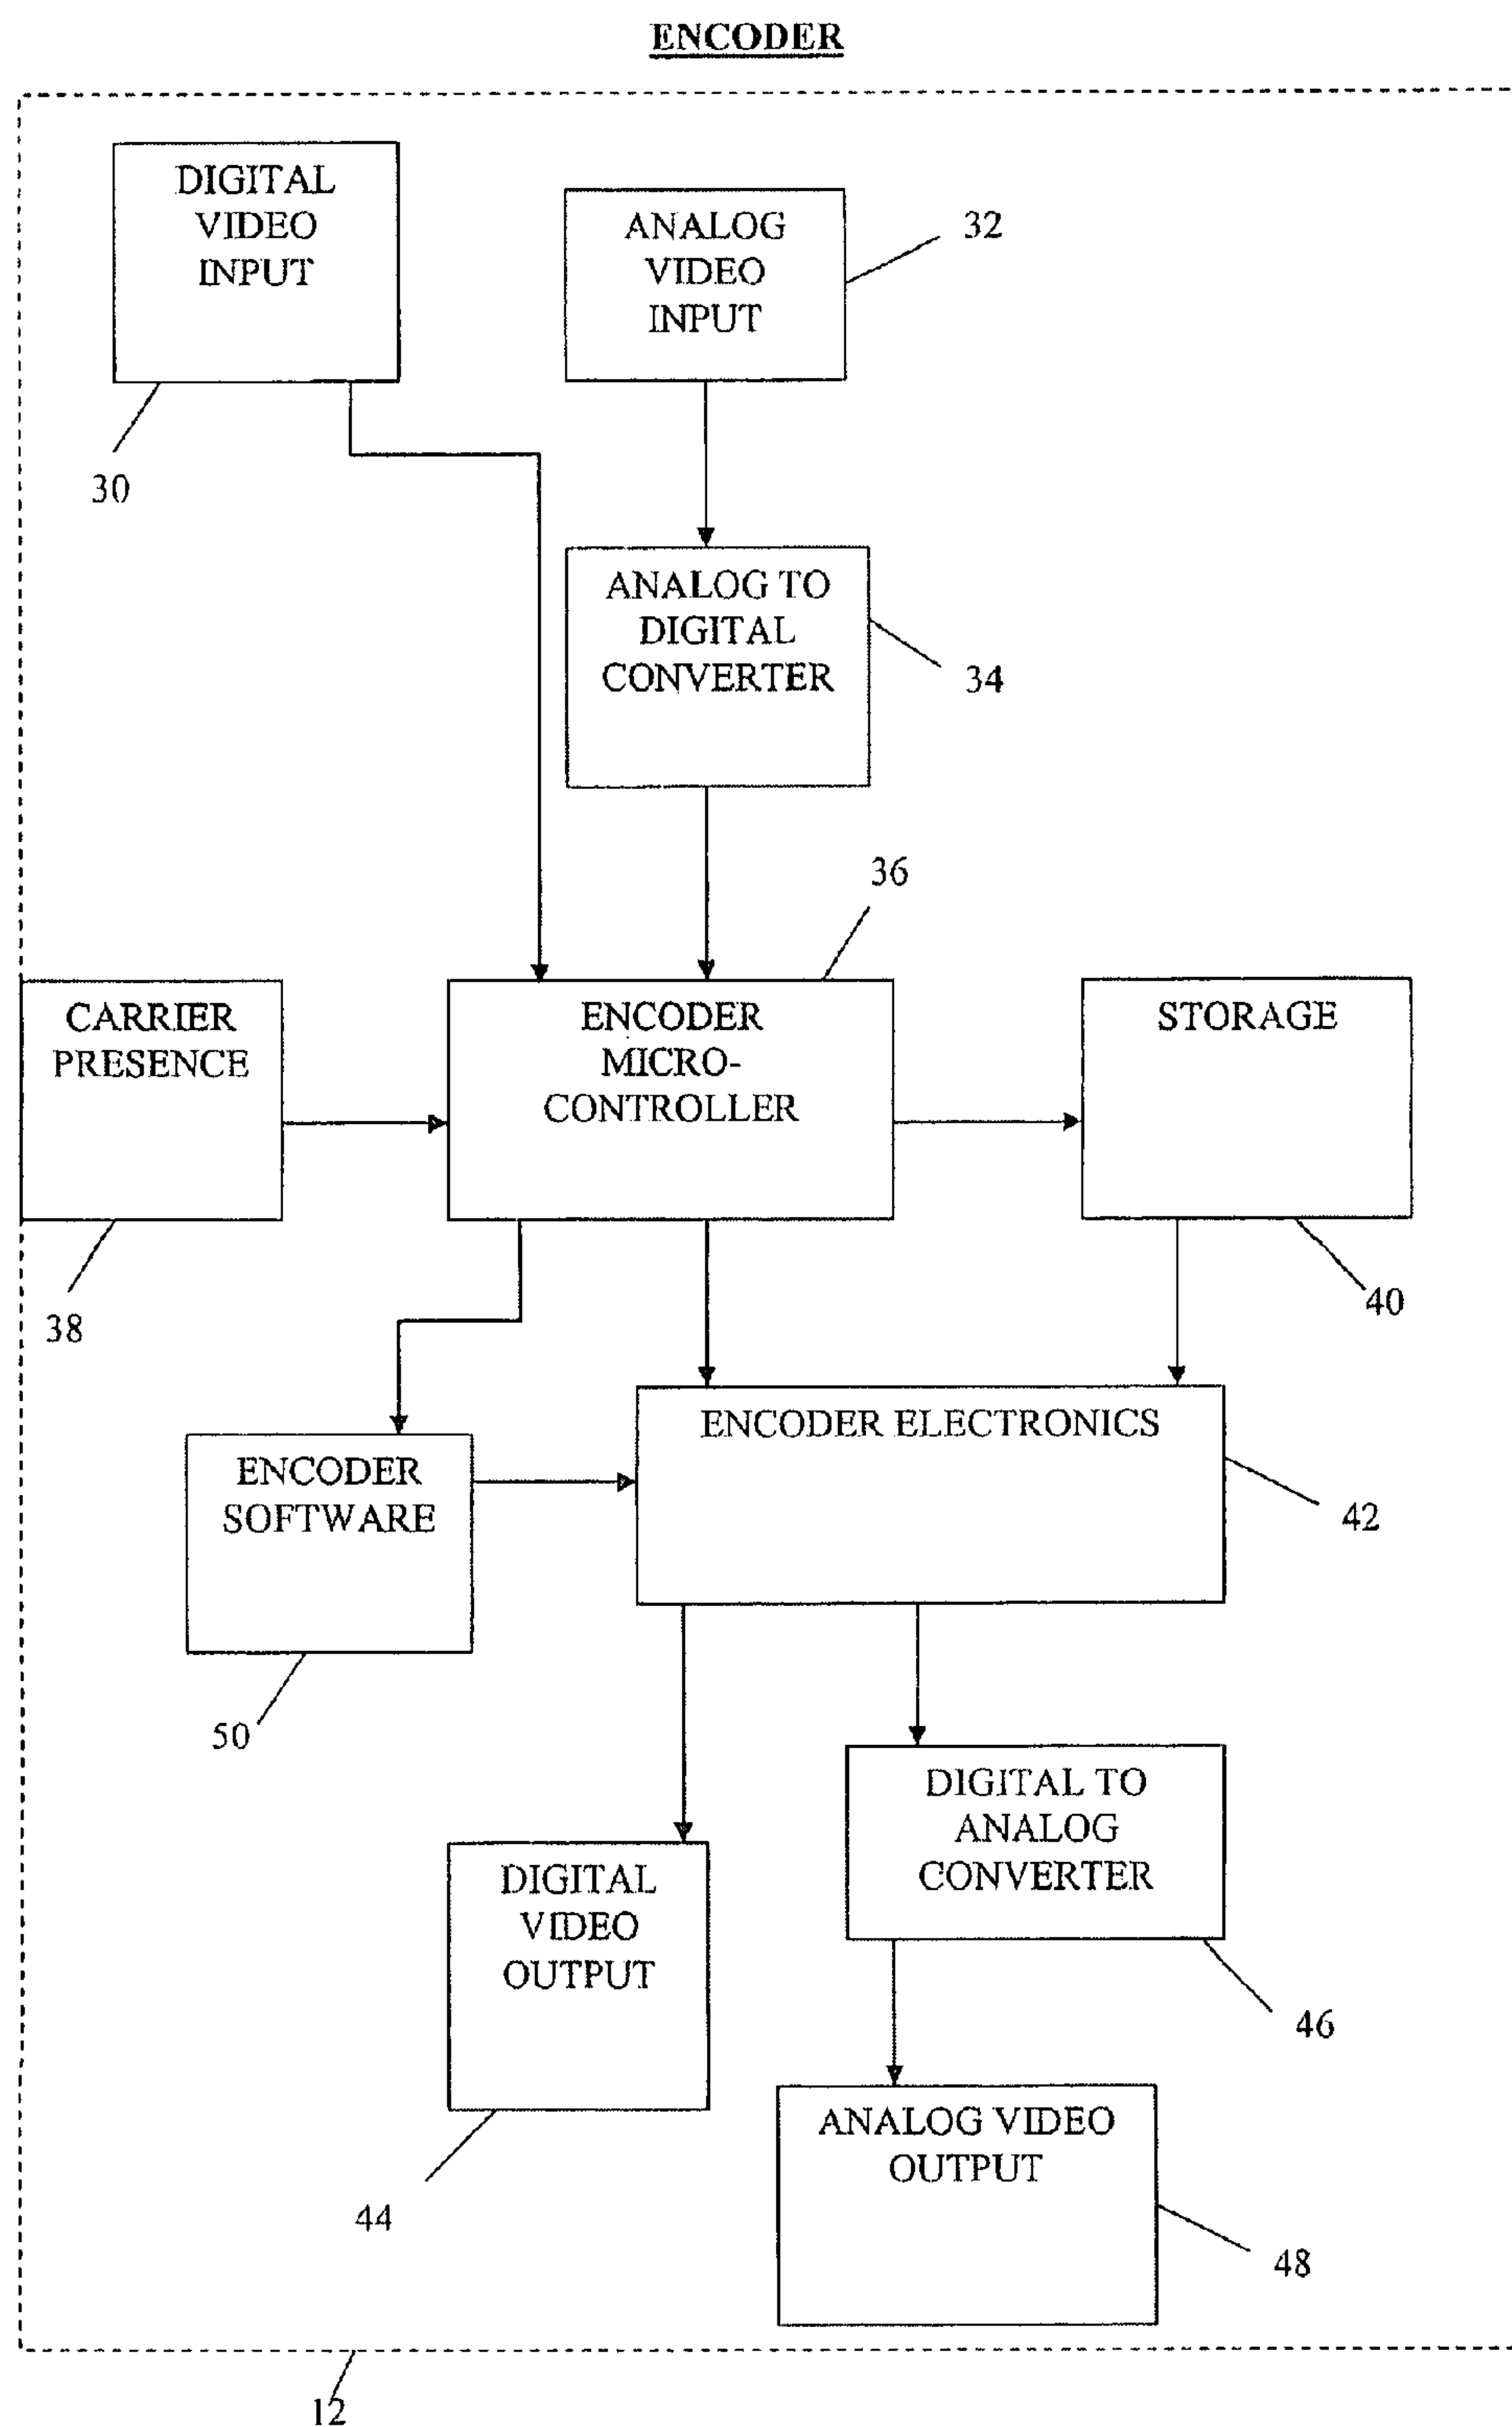 ENCODER
DIGITAL
VIDEO
INPUT
30
ANALOG
VIDEO
INPUT
32
ANALOG TO
DIGITAL
CONVERTER
34
36
CARRIER
PRESENCE
38
ENCODER
MICRO-
CONTROLLER
STORAGE
40
ENCODER ELECTRONICS
42
ENCODER
SOFTWARE
50
DIGITAL TO
ANALOG
CONVERTER
46
DIGITAL
VIDEO
OUTPUT
44
ANALOG VIDEO
OUTPUT
48
12